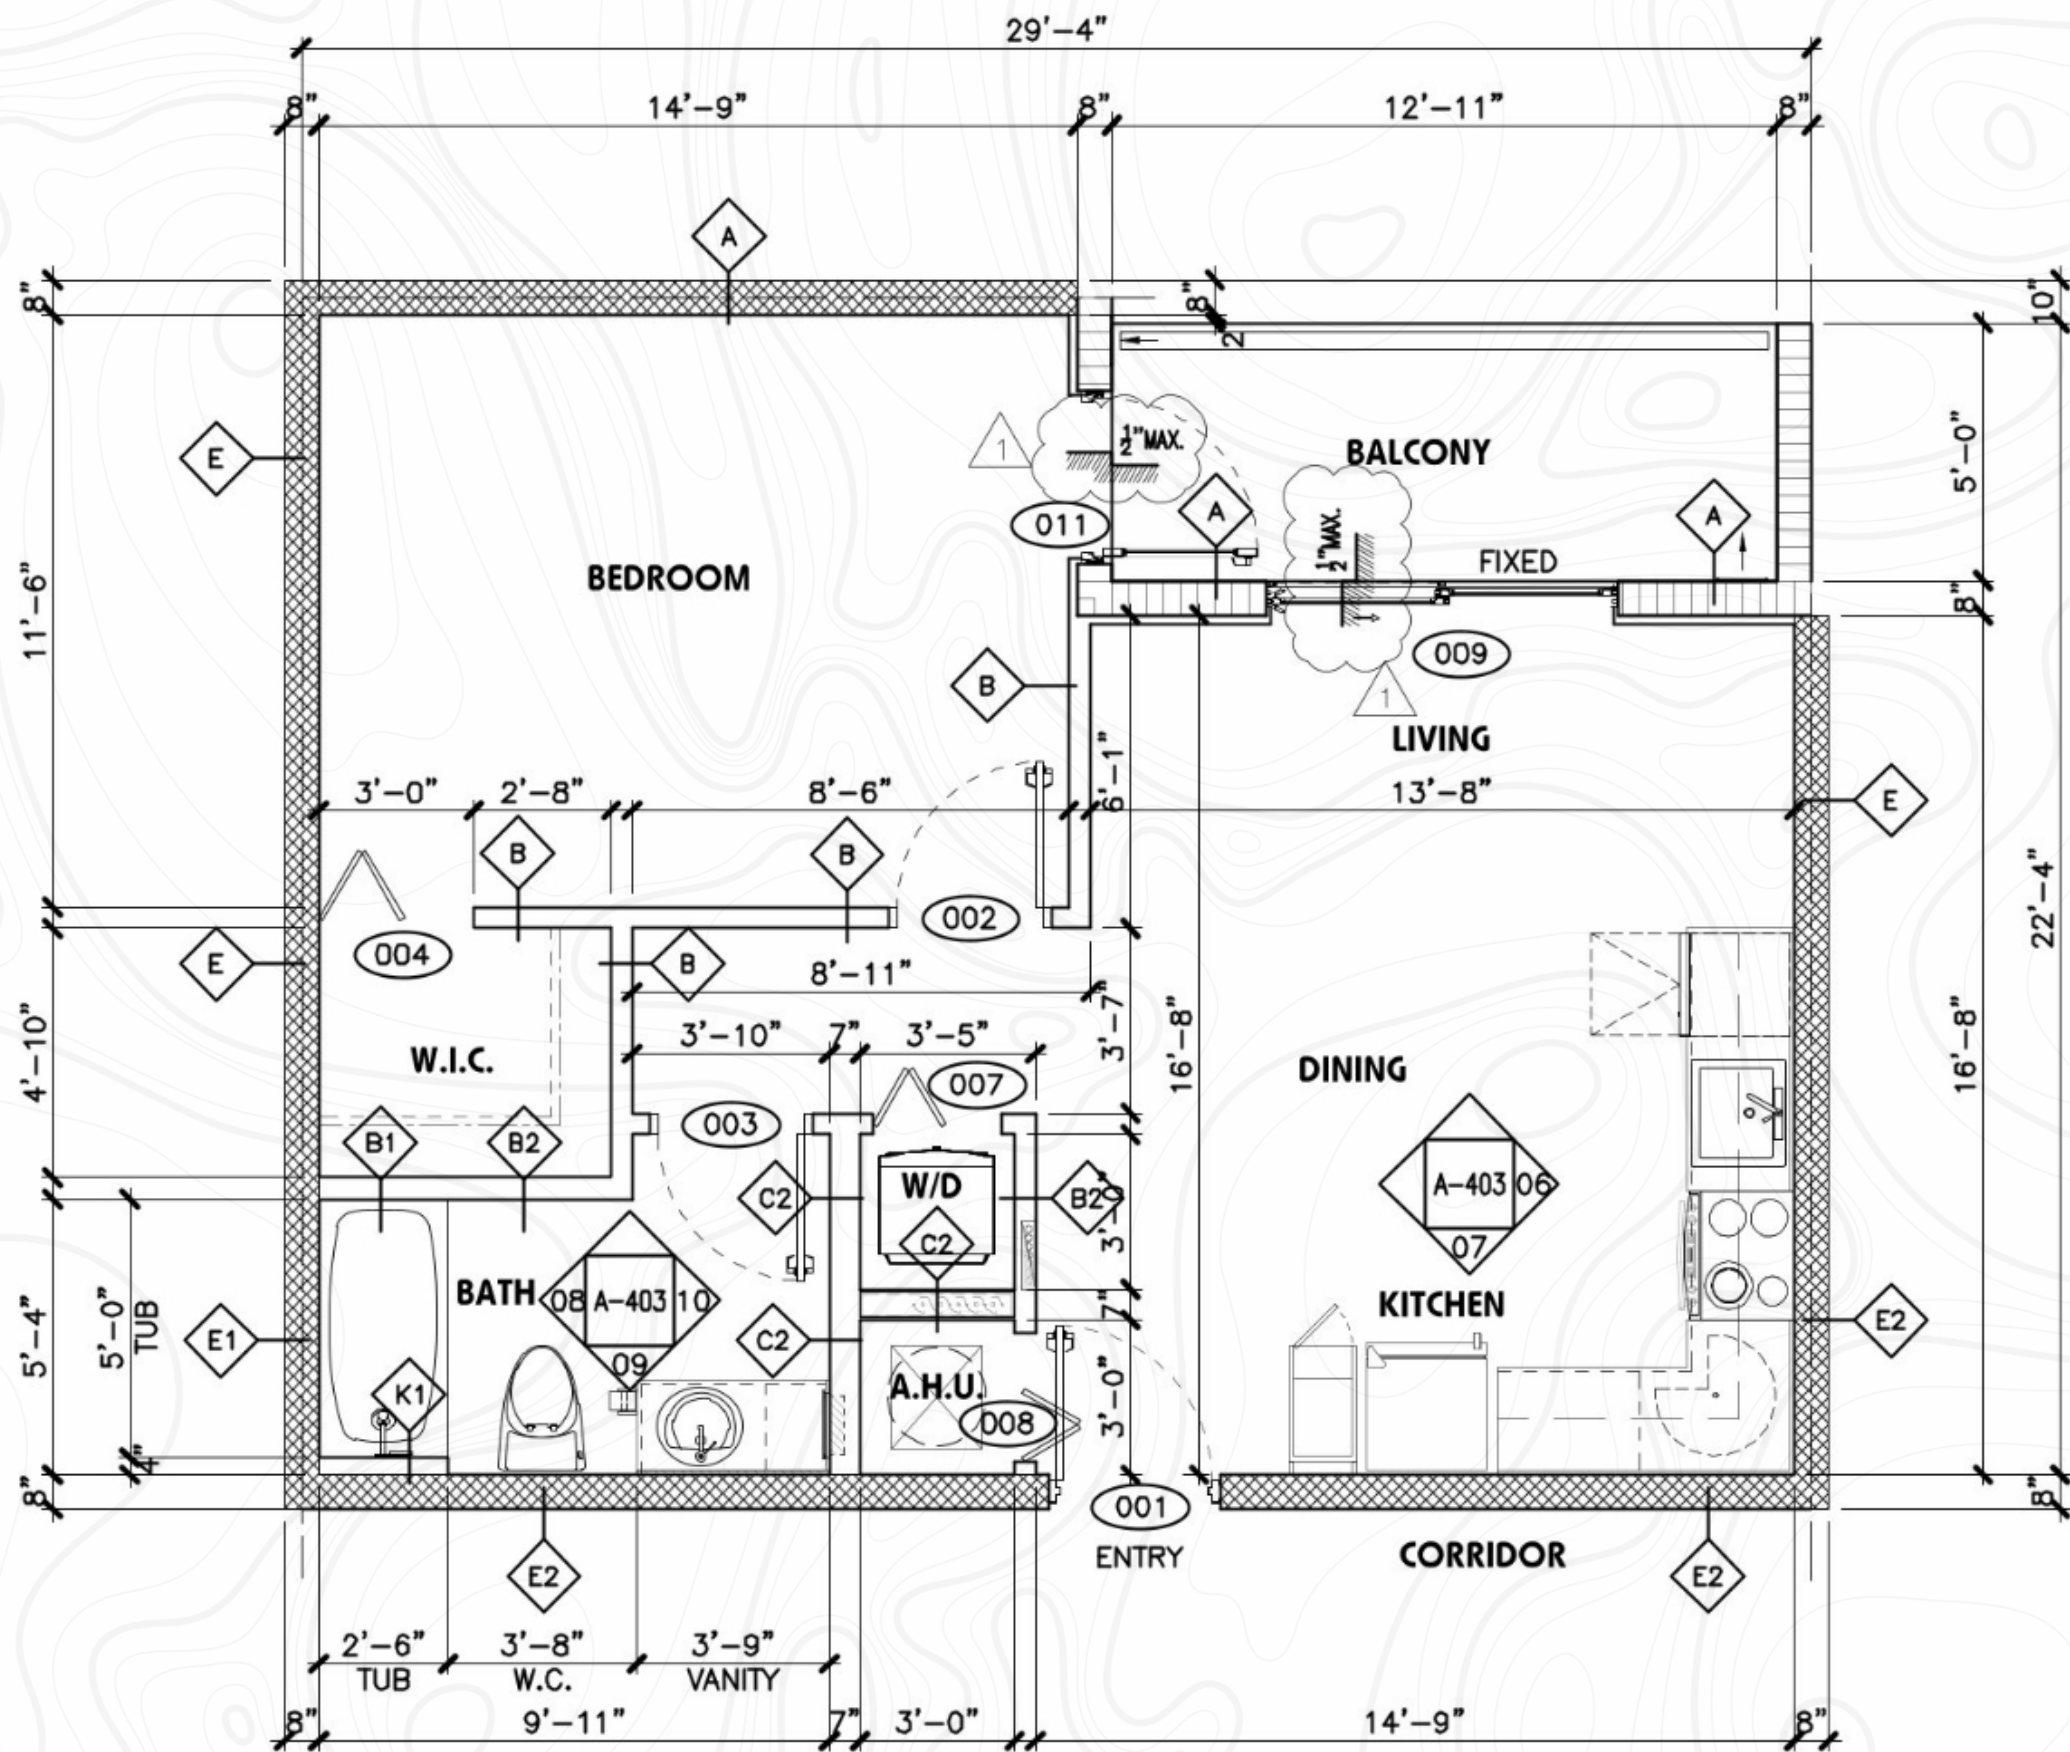 29'-4"
8" 14'-9" 8" 12'-11" 8"
A
8" 8" 10"
2"
1 ½"MAX. BALCONY 5'-0"
E A A
011 ½"MAX. FIXED
BEDROOM 8"
11'-6" 009
B 1
LIVING
6'-1"
3'-0" 2'-8" 8'-6" 13'-8" E
B B 22'-4"
002
004
E B 8'-11"
3'-7"
3'-10" 7" 3'-5" 16'-8" 16'-8"
4'-10" W.I.C. DINING
007
003
B1 B2
C2 W/D B2 A-403 06
C2 3'- 07
BATH 08 A-403 10 7" KITCHEN
5'-4" 5'-0" TUB E1 C2 E2
09
K1 A.H.U. 3'-0"
008
4"
8" 001 8"
ENTRY CORRIDOR
E2 E2
2'-6" 3'-8" 3'-9"
TUB W.C. VANITY
8" 9'-11" 7" 3'-0" 14'-9" 8"